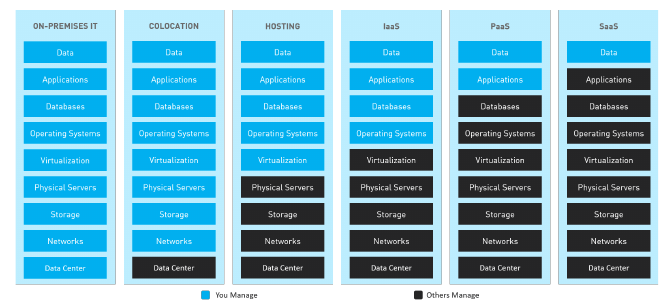 ON-PREMISES IT
Data
Applications
Databases
Operating Systems
Virtualization
Physical Servers
Storage
Networks
Data Center
COLOCATION
Data
Applications
Databases
Operating Systems
Virtualization
Physical Servers
Storage
Networks
Data Center
HOSTING
Data
Applications
Databases
Operating Systems
Virtualization
Physical Servers
Storage
Networks
Data Center
IaaS
Data
Applications
Databases
Operating Systems
Virtualization
Physical Servers
Storage
Networks
Data Center
PaaS
Data
Applications
Databases
Operating Systems
Virtualization
Physical Servers
Storage
Networks
Data Center
SaaS
Data
Applications
Databases
Operating Systems
Virtualization
Physical Servers
Storage
Networks
Data Center
You Manage
Others Manage